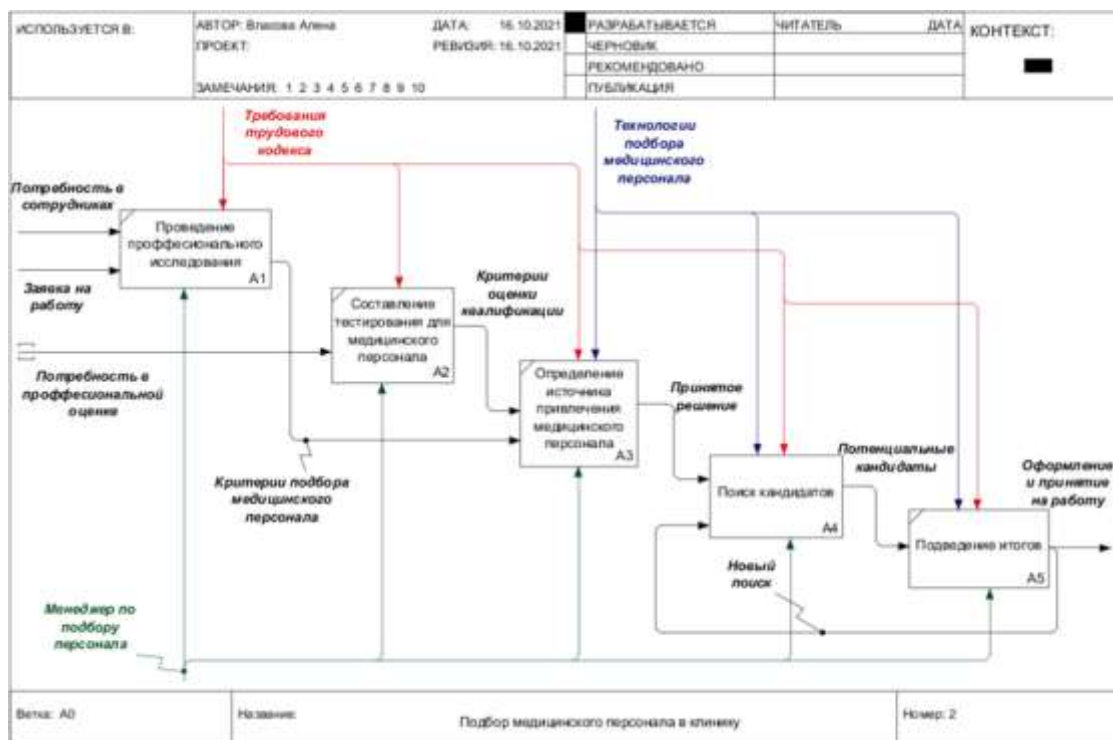 ИСПОЛЬЗУЕТСЯ В:
АВТОР: Власова Алена
ДАТА: 16.10.2021
РАЗРАБАТЫВАЕТСЯ
ЧИТАТЕЛЬ
ДАТА
КОНТЕКСТ:
ПРОЕКТ:
РЕВИЗИЯ: 16.10.2021
ЧЕРНОВИК
РЕКОМЕНДОВАНО
ЗАМЕЧАНИЯ: 1 2 3 4 5 6 7 8 9 10
ПУБЛИКАЦИЯ
Требования
трудового
кодекса
Технологии
подбора
медицинского
персонала
Потребность в
сотрудниках
Проведение
проффесионального
исследования
A1
Заявка на
работу
Критерии
оценки
квалификации
Составление
тестирования для
медицинского
персонала
A2
Потребность в
проффесиональной
оценке
Определение
источника
привлечения
медицинского
персонала
A3
Принятое
решение
Критерии подбора
медицинского
персонала
Поиск кандидатов
A4
Потенциальные
кандидаты
Оформление
и принятие
на работу
Подведение итогов
A5
Новый
поиск
Менеджер по
подбору
персонала
Ветка: A0
Название:
Подбор медицинского персонала в клинику
Номер: 2